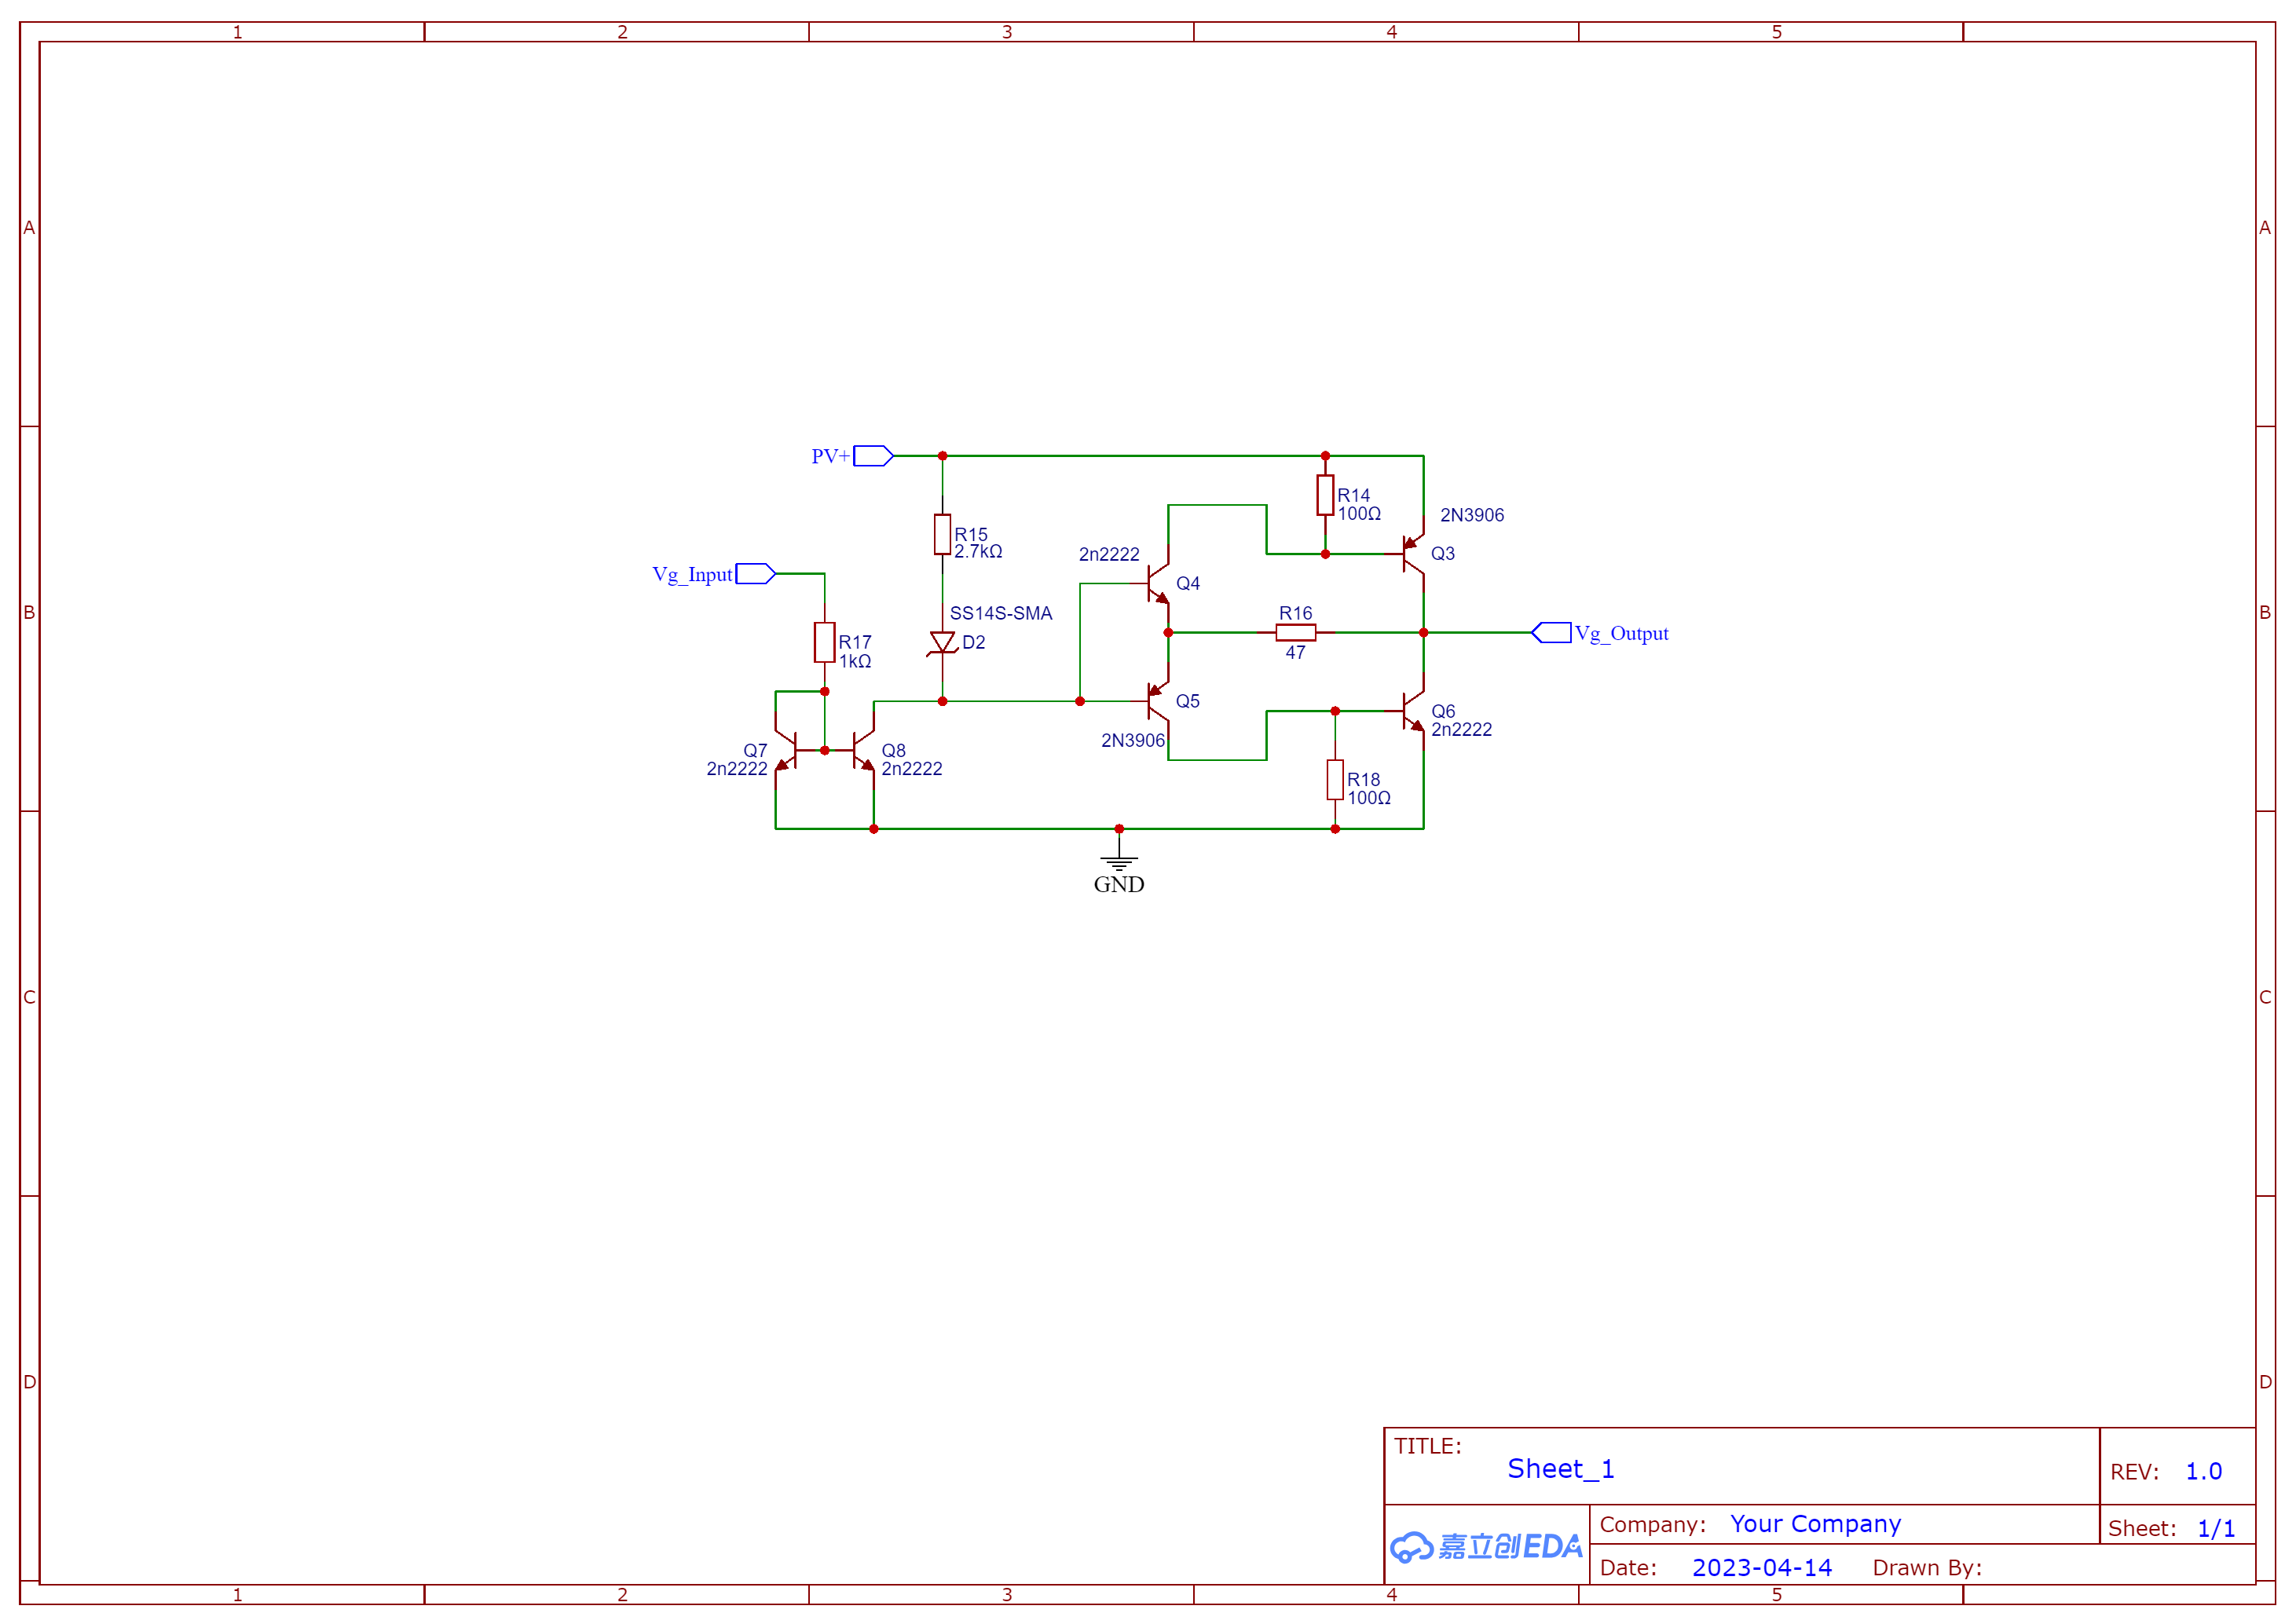 1 2 3 4 5
A A
PV+
R14
100Ω
2N3906
Q3
R15
2.7kΩ
2n2222
Q4
Vg_Input
SS14S-SMA
D2
R16
47
Vg_Output
R17
1kΩ
Q5
2N3906
Q6
2n2222
Q7
2n2222
Q8
2n2222
R18
100Ω
GND
B B
C C
D D
TITLE:
Sheet_1
REV: 1.0
嘉立创EDA
Company: Your Company
Sheet: 1/1
Date: 2023-04-14 Drawn By:
1 2 3 4 5